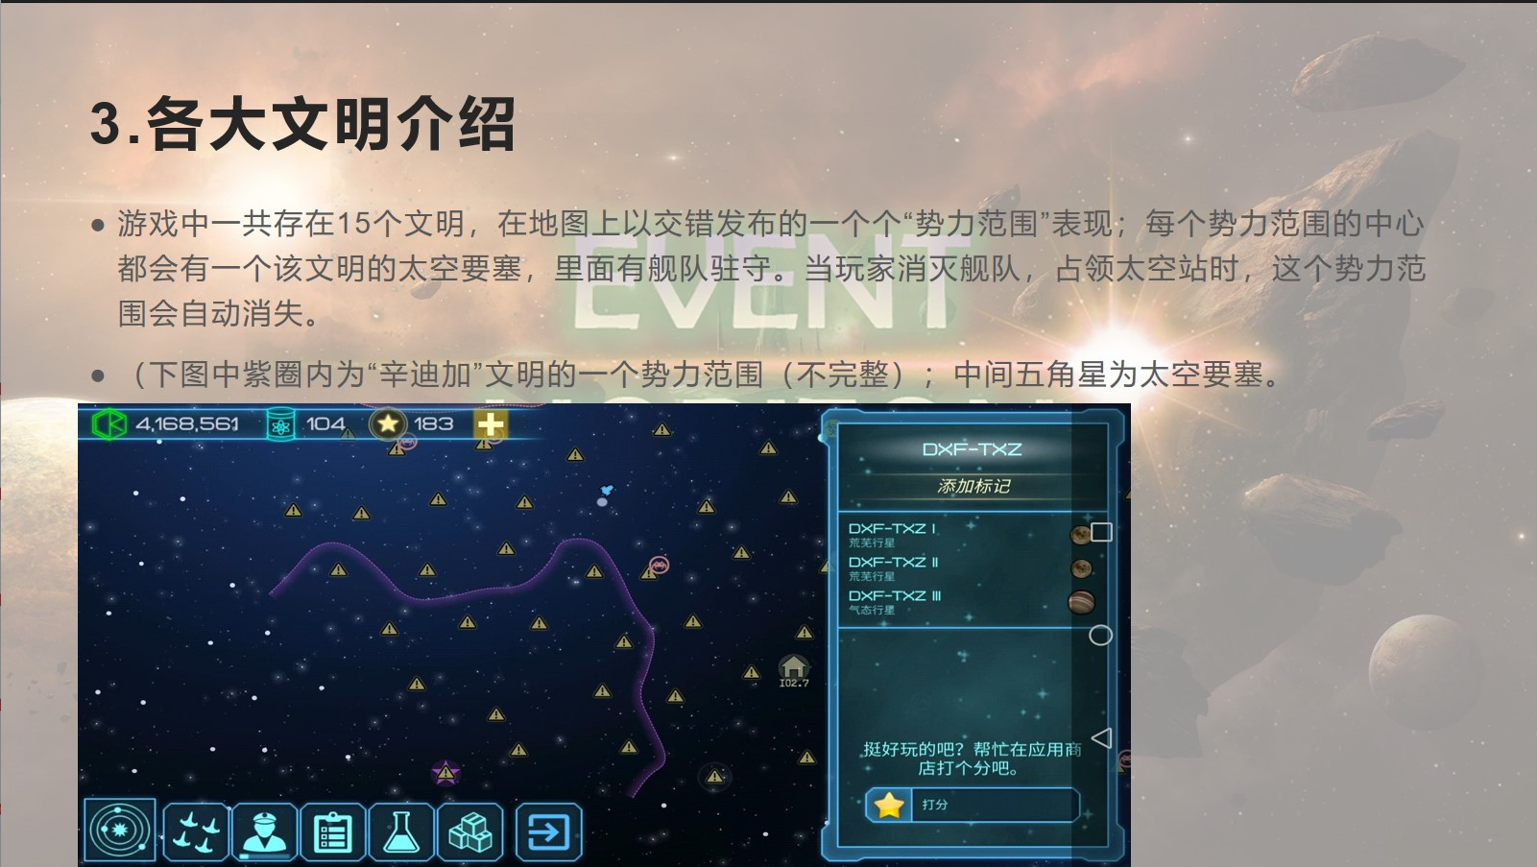 3.各大文明介绍
● 游戏中一共存在15个文明，在地图上以交错发布的一个个“势力范围”表现；每个势力范围的中心
都会有一个该文明的太空要塞，里面有舰队驻守。当玩家消灭舰队，占领太空站时，这个势力范
围会自动消失。
EVENT
● （下图中紫圈内为“辛迪加”文明的一个势力范围（不完整）；中间五角星为太空要塞。
4,168,561 104 183
DXF-TXZ
添加标记
DXF-TXZ I
荒芜行星
DXF-TXZ II
荒芜行星
DXF-TXZ III
气态行星
102.7
挺好玩的吧？帮忙在应用商
店打个分吧。
打分